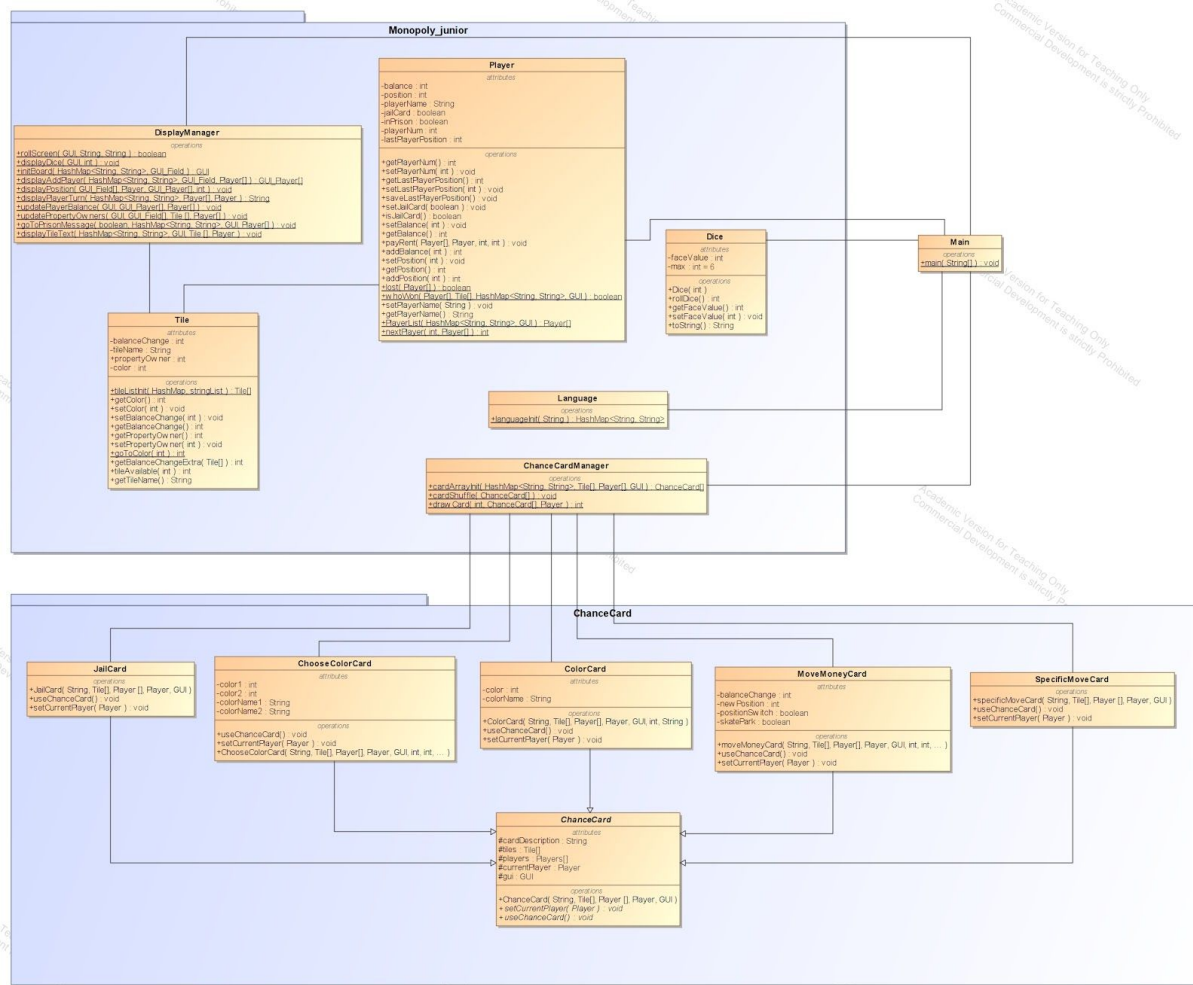 Monopoly_junior
Player
attributes
-balance : int
-position : int
-playerName : String
-jailCard : boolean
-inPrison : boolean
-playerNum : int
-lastPlayerPosition : int
operations
+getPlayerNum() : int
+setPlayerNum( int ) : void
+getLastPlayerPosition() : int
+setLastPlayerPosition( int ) : void
+saveLastPlayerPosition() : void
+setJailCard( boolean ) : void
+isJailCard() : boolean
+setBalance( int ) : void
+getBalance() : int
+payRent( Player[], Player, int, int ) : void
+addBalance( int ) : int
+setPosition( int ) : void
+getPosition() : int
+addPosition( int ) : int
+lost( Player[] ) : boolean
+whoWon( Player[], Tile[], HashMap<String, String>, GUI ) : boolean
+setPlayerName( String ) : void
+getPlayerName() : String
+PlayerList( HashMap<String, String>, GUI ) : Player[]
+nextPlayer( int, Player[] ) : int
DisplayManager
operations
+rollScreen( GUI, String, String ) : boolean
+displayDice( GUI, int ) : void
+initBoard( HashMap<String, String>, GUI_Field ) : GUI
+displayAddPlayer( HashMap<String, String>, GUI_Field, Player[] ) : GUI_Player[]
+displayPosition( GUI_Field[], Player, GUI_Player[], int ) : void
+displayPlayerTurn( HashMap<String, String>, Player[], Player ) : String
+updatePlayerBalance( GUI, GUI_Player[], Player[] ) : void
+updatePropertyOwners( GUI, GUI_Field[], Tile [], Player[] ) : void
+goToPrisonMessage( boolean, HashMap<String, String>, GUI, Player[] ) : void
+displayTileText( HashMap<String, String>, GUI, Tile [], Player ) : void
Dice
attributes
-faceValue : int
-max : int = 6
operations
+Dice( int )
+rollDice() : int
+getFaceValue() : int
+setFaceValue( int ) : void
+toString() : String
Main
operations
+main( String[] ) : void
Tile
attributes
-balanceChange : int
-tileName : String
+propertyOwner : int
-color : int
operations
+tileListInit( HashMap, stringList ) : Tile[]
+getColor() : int
+setColor( int ) : void
+setBalanceChange( int ) : void
+getBalanceChange() : int
+getPropertyOwner() : int
+setPropertyOwner( int ) : void
+goToColor( int ) : int
+getBalanceChangeExtra( Tile[] ) : int
+tileAvailable( int ) : int
+getTileName() : String
Language
operations
+languageInit( String ) : HashMap<String, String>
ChanceCardManager
operations
+cardArrayInit( HashMap<String, String>, Tile[], Player[], GUI ) : ChanceCard[]
+cardShuffle( ChanceCard[] ) : void
+drawCard( int, ChanceCard[], Player ) : int
ChanceCard
JailCard
operations
+JailCard( String, Tile[], Player [], Player, GUI )
+useChanceCard() : void
+setCurrentPlayer( Player ) : void
ChooseColorCard
attributes
-color1 : int
-color2 : int
-colorName1 : String
-colorName2 : String
operations
+useChanceCard() : void
+setCurrentPlayer( Player ) : void
+ChooseColorCard( String, Tile[], Player[], Player, GUI, int, int, ... )
ColorCard
attributes
-color : int
-colorName : String
operations
+ColorCard( String, Tile[], Player[], Player, GUI, int, String )
+useChanceCard() : void
+setCurrentPlayer( Player ) : void
MoveMoneyCard
attributes
-balanceChange : int
-newPosition : int
-positionSwitch : boolean
-skatePark : boolean
operations
+moveMoneyCard( String, Tile[], Player[], Player, GUI, int, int, ... )
+useChanceCard() : void
+setCurrentPlayer( Player ) : void
SpecificMoveCard
operations
+specificMoveCard( String, Tile[], Player [], Player, GUI )
+useChanceCard() : void
+setCurrentPlayer( Player ) : void
ChanceCard
attributes
#cardDescription : String
#tiles : Tile[]
#players : Players[]
#currentPlayer : Player
#gui : GUI
operations
+ChanceCard( String, Tile[], Player [], Player, GUI )
+ setCurrentPlayer( Player ) : void
+ useChanceCard() : void
Academic Version for Teaching Only
Commercial Development is strictly Prohibited
Version for Teaching Only
Development is strictly Prohibited
Academic Version for Teaching Only
Commercial Development is strictly P